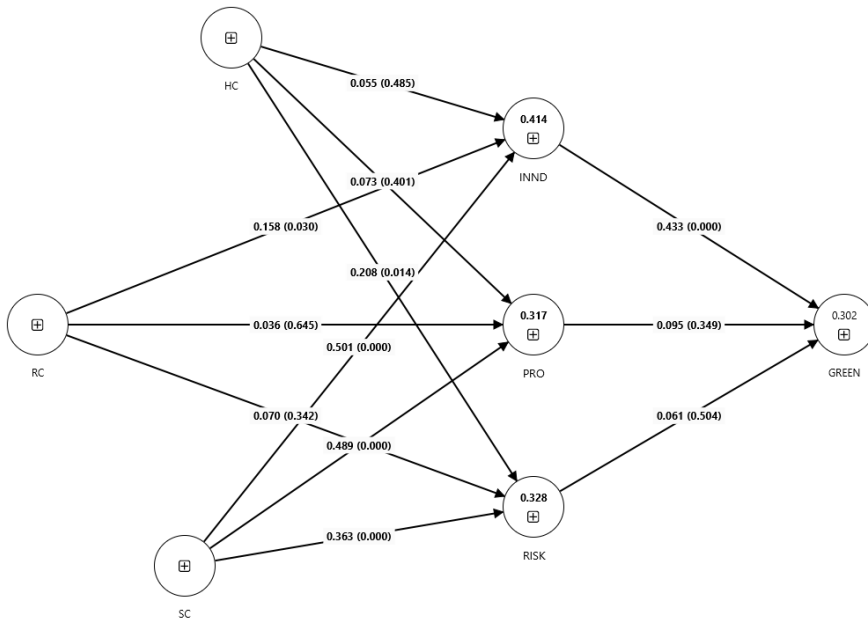 HC
0.055 (0.485)
0.414
INND
0.073 (0.401)
0.158 (0.030)
0.433 (0.000)
0.208 (0.014)
RC
0.036 (0.645)
0.501 (0.000)
0.317
PRO
0.095 (0.349)
0.302
GREEN
0.070 (0.342)
0.489 (0.000)
0.061 (0.504)
0.328
RISK
0.363 (0.000)
SC